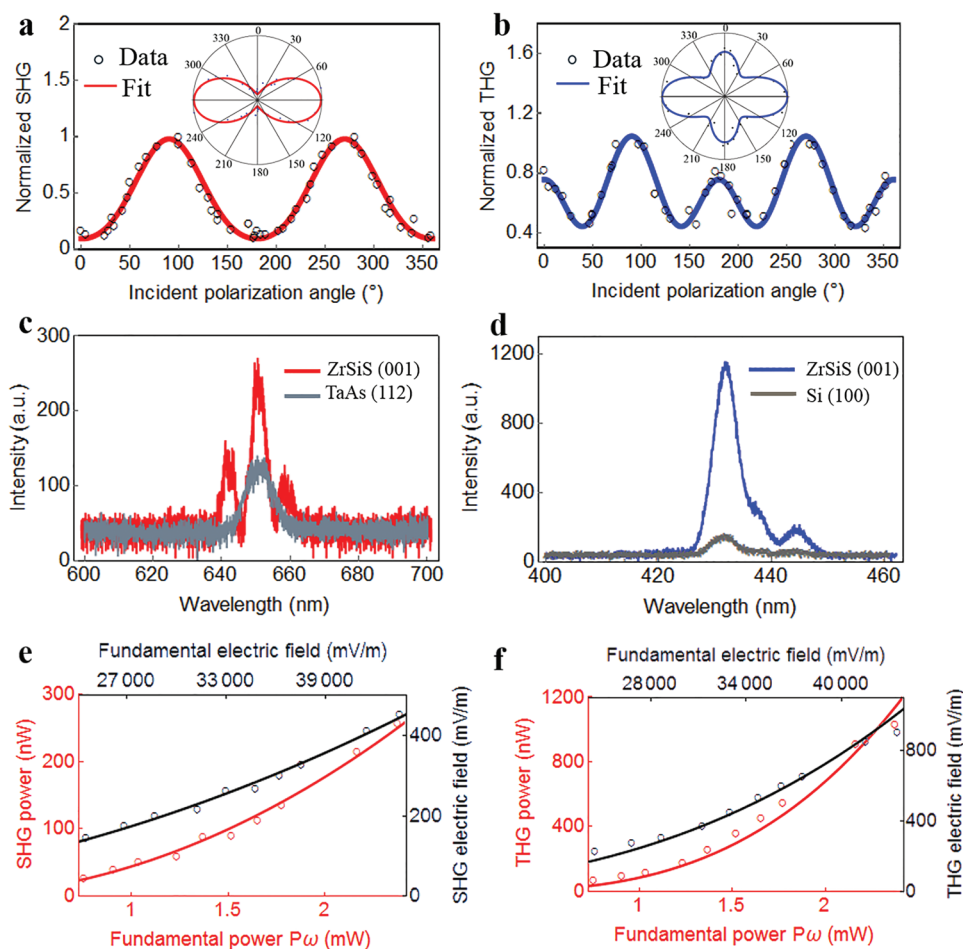 a
Normalized SHG
2
1.5
1
0.5
0
Data
Fit
0
30
60
120
150
180
210
240
300
330
0 50 100 150 200 250 300 350
Incident polarization angle (°)
b
Normalized THG
1.6
1.2
0.8
0.4
Data
Fit
0
30
60
120
150
180
210
240
300
330
0 50 100 150 200 250 300 350
Incident polarization angle (°)
c
Intensity (a.u.)
300
200
100
0
ZrSiS (001)
TaAs (112)
600 620 640 660 680 700
Wavelength (nm)
d
Intensity (a.u.)
1200
800
400
0
ZrSiS (001)
Si (100)
400 420 440 460
Wavelength (nm)
e
Fundamental electric field (mV/m)
27 000 33 000 39 000
SHG power (nW)
300
200
100
0
SHG electric field (mV/m)
400
200
0
1 1.5 2
Fundamental power Pω (mW)
f
Fundamental electric field (mV/m)
28 000 34 000 40 000
THG power (nW)
1200
800
400
0
THG electric field (mV/m)
800
400
0
1 1.5 2
Fundamental power Pω (mW)